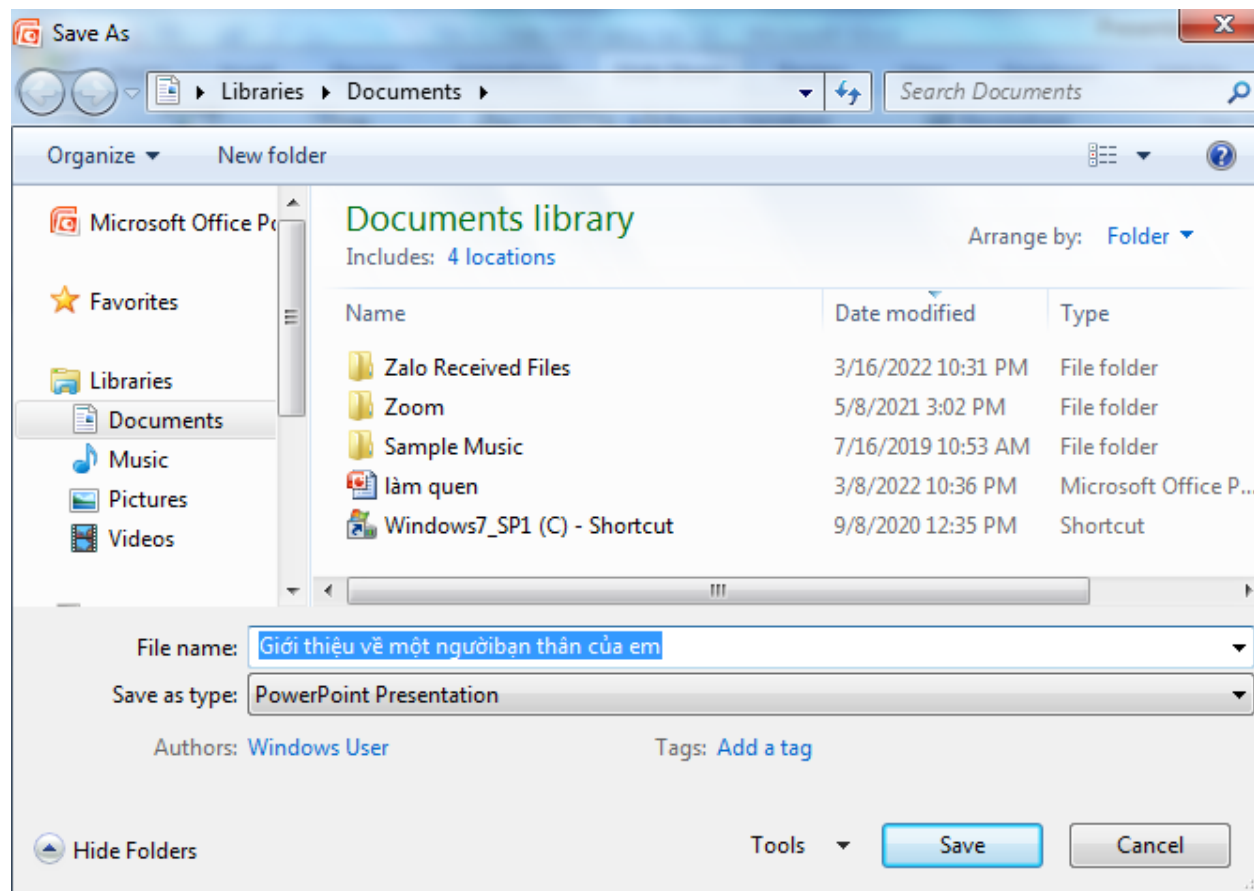 Save As
Libraries Documents
Search Documents
Organize New folder
Microsoft Office Po
Favorites
Libraries
Documents
Music
Pictures
Videos
Documents library
Includes: 4 locations
Arrange by: Folder
Name Date modified Type
Zalo Received Files 3/16/2022 10:31 PM File folder
Zoom 5/8/2021 3:02 PM File folder
Sample Music 7/16/2019 10:53 AM File folder
làm quen 3/8/2022 10:36 PM Microsoft Office P...
Windows7_SP1 (C) - Shortcut 9/8/2020 12:35 PM Shortcut
File name: Giới thiệu về một ngườibạn thân của em
Save as type: PowerPoint Presentation
Authors: Windows User Tags: Add a tag
Hide Folders Tools Save Cancel